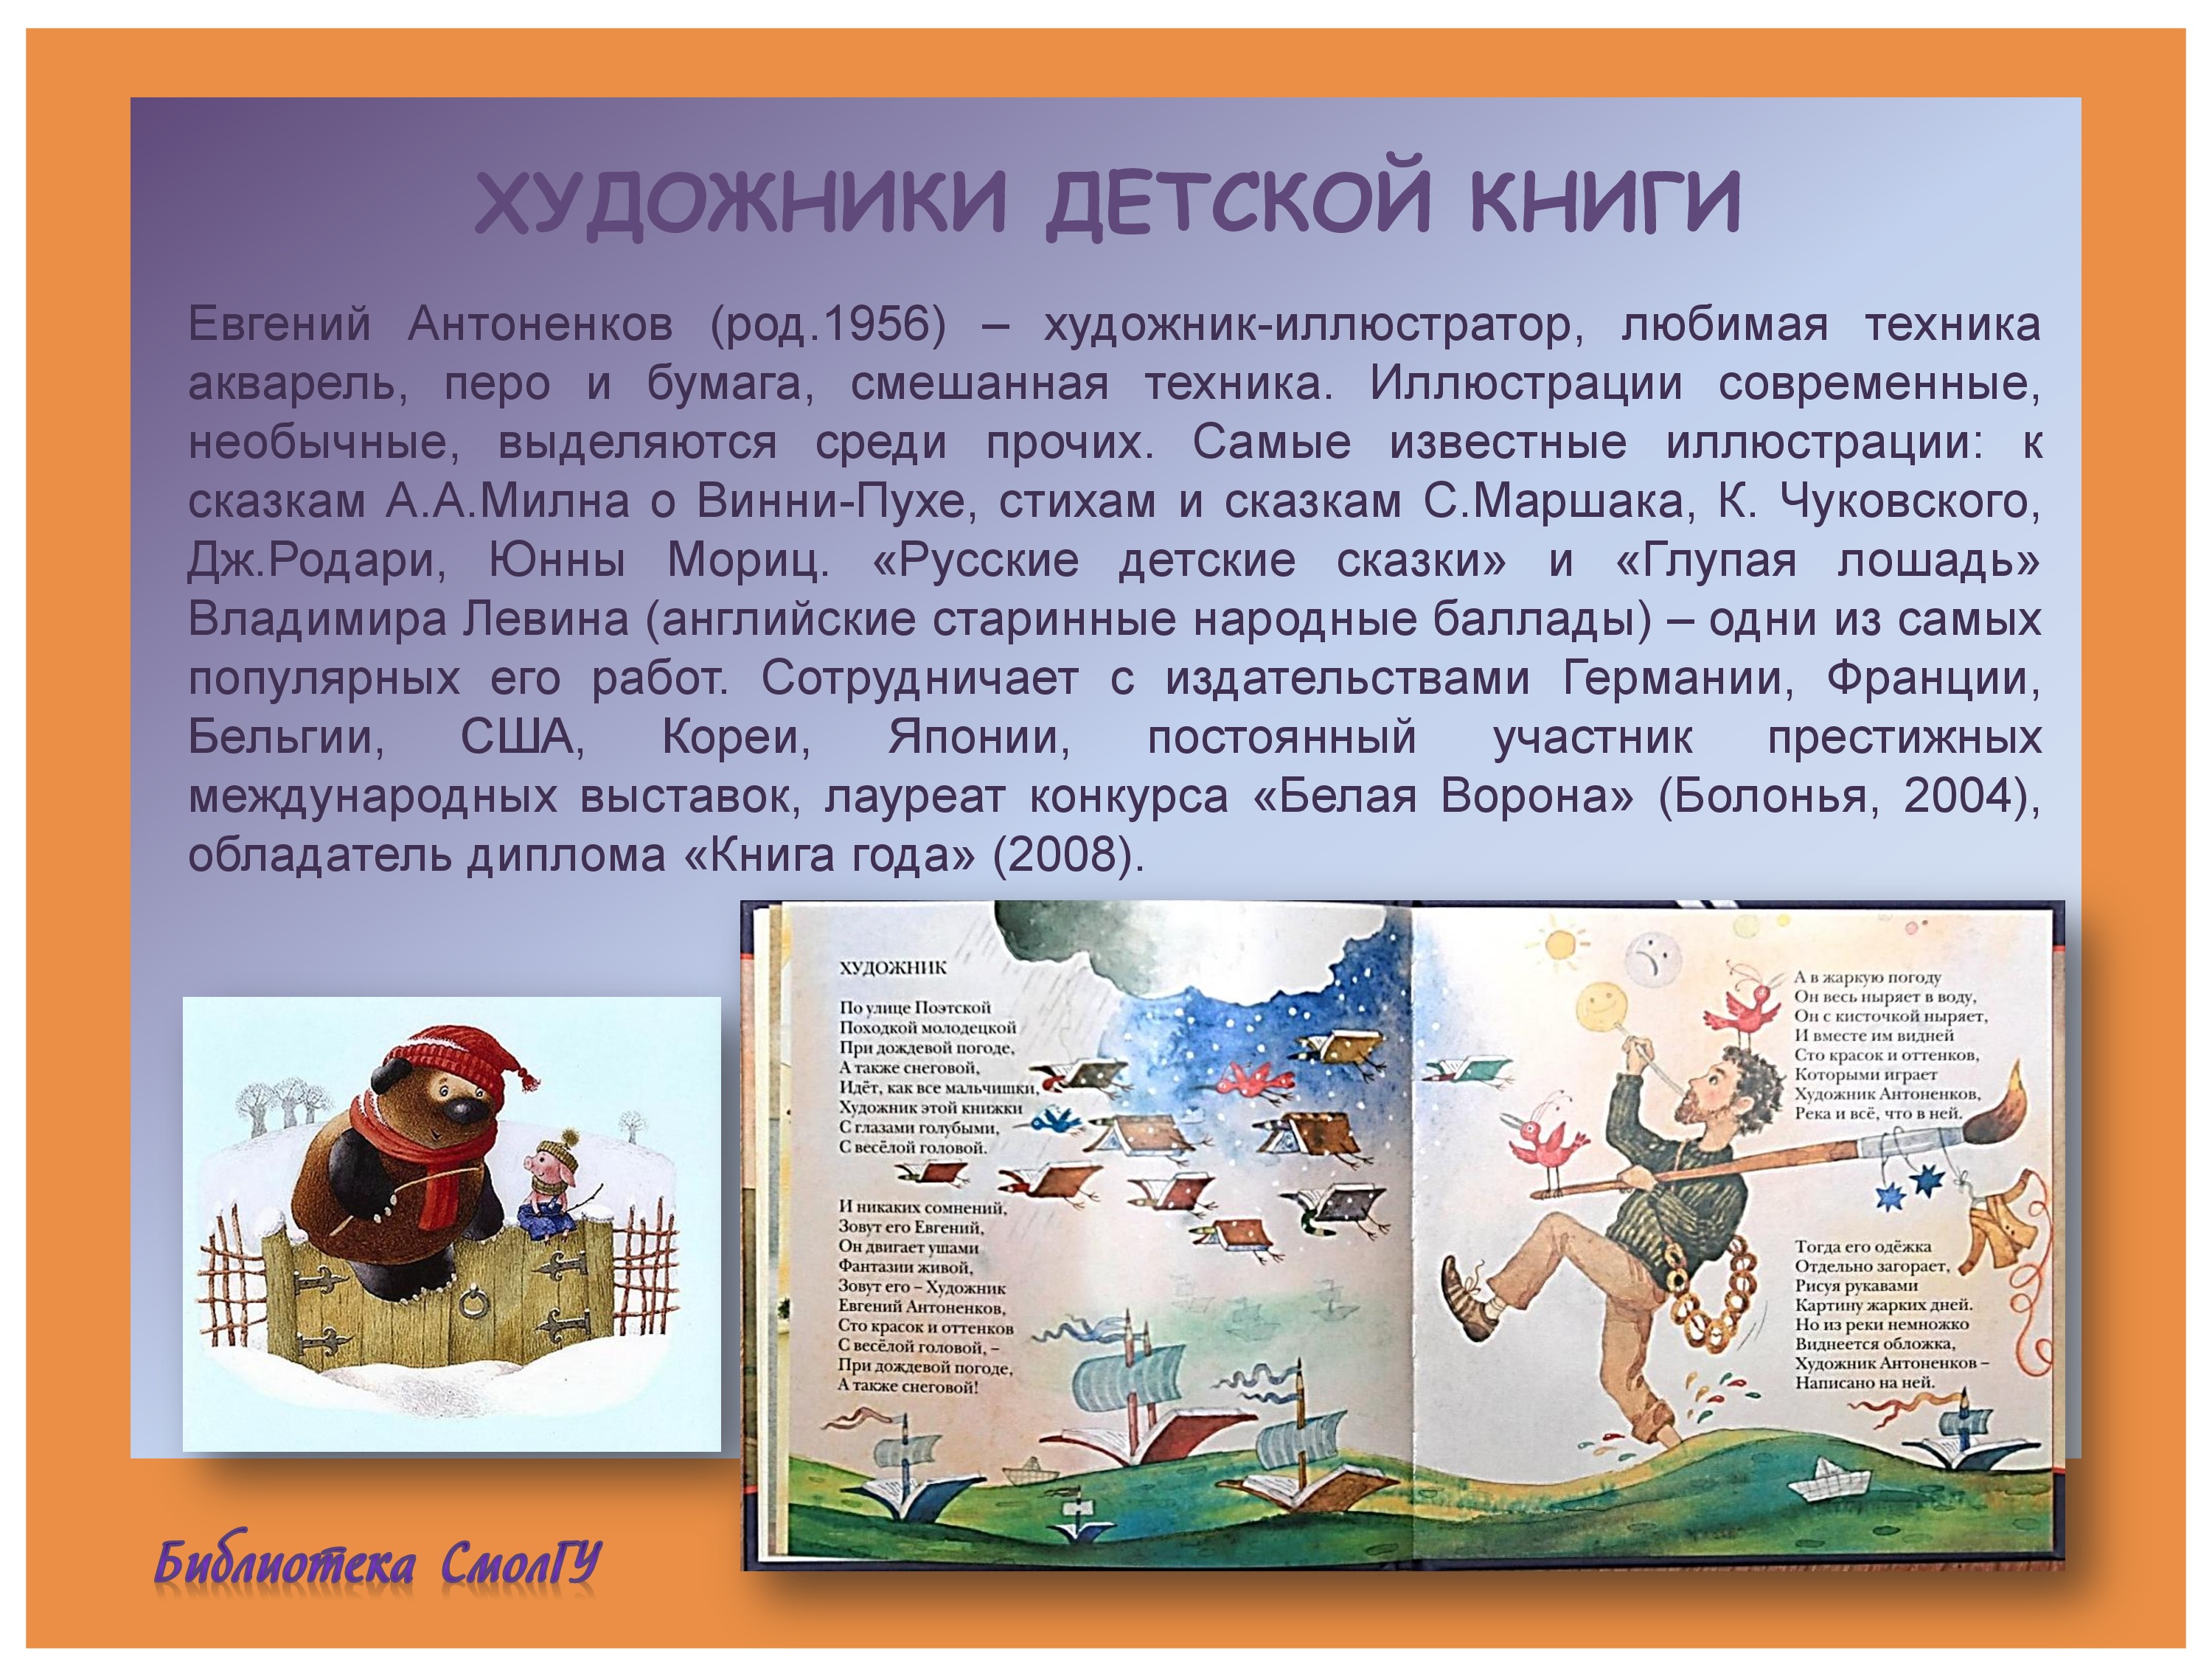 ХУДОЖНИКИ ДЕТСКОЙ КНИГИ
Евгений Антоненков (род.1956) – художник-иллюстратор, любимая техника
акварель, перо и бумага, смешанная техника. Иллюстрации современные,
необычные, выделяются среди прочих. Самые известные иллюстрации: к
сказкам А.А.Милна о Винни-Пухе, стихам и сказкам С.Маршака, К. Чуковского,
Дж.Родари, Юнны Мориц. «Русские детские сказки» и «Глупая лошадь»
Владимира Левина (английские старинные народные баллады) – одни из самых
популярных его работ. Сотрудничает с издательствами Германии, Франции,
Бельгии, США, Кореи, Японии, постоянный участник престижных
международных выставок, лауреат конкурса «Белая Ворона» (Болонья, 2004),
обладатель диплома «Книга года» (2008).
ХУДОЖНИК
По улице Поэтской
Походкой молодецкой
При дождевой погоде,
А также снеговой,
Идёт, как все мальчишки,
Художник этой книжки
С глазами голубыми,
С весёлой головой.
И никаких сомнений,
Зовут его Евгений,
Он двигает ушами
Фантазии живой,
Зовут его – Художник
Евгений Антоненков,
Сто красок и оттенков
С весёлой головой, –
При дождевой погоде,
А также снеговой!
А в жаркую погоду
Он весь ныряет в воду,
Он с кисточкой ныряет,
И вместе им видней
Сто красок и оттенков,
Которыми играет
Художник Антоненков,
Река и всё, что в ней.
Тогда его одёжка
Отдельно загорает,
Рисуя рукавами
Картину жарких дней.
Но из реки немножко
Виднеется обложка,
Художник Антоненков –
Написано на ней.
Библиотека СмолГУ